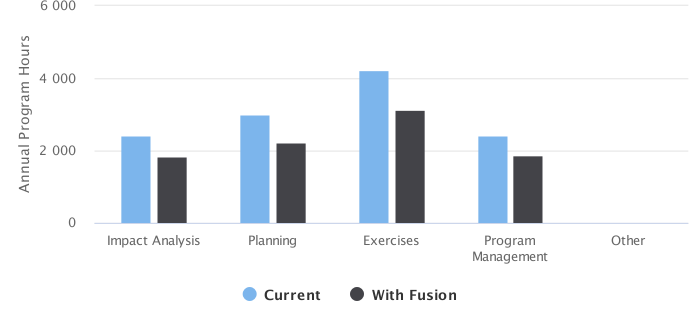 6 000
4 000
2 000
0
Annual Program Hours
Impact Analysis
Planning
Exercises
Program
Management
Other
Current
With Fusion